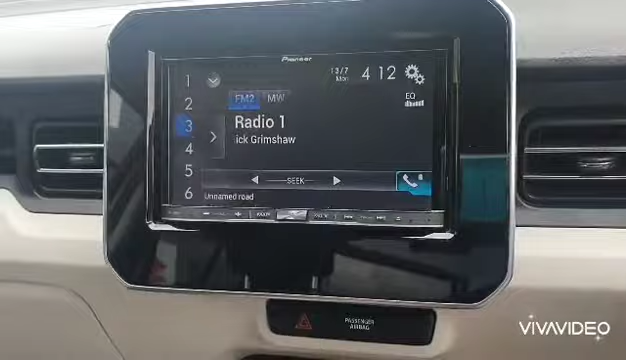 Pioneer
13/7
Mon
4 12
1
2
3
4
5
6
FM2 MW
EQ
Radio 1
ick Grimshaw
SEEK
Unnamed road
PASSENGER
AIRBAG
VIVAVIDEO